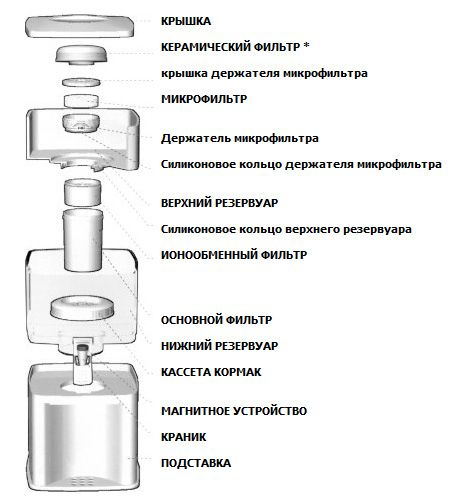 КРЫШКА
КЕРАМИЧЕСКИЙ ФИЛЬТР *
крышка держателя микрофильтра
МИКРОФИЛЬТР
Держатель микрофильтра
Силиконовое кольцо держателя микрофильтра
ВЕРХНИЙ РЕЗЕРВУАР
Силиконовое кольцо верхнего резервуара
ИОНООБМЕННЫЙ ФИЛЬТР
ОСНОВНОЙ ФИЛЬТР
НИЖНИЙ РЕЗЕРВУАР
КАССЕТА КОРМАК
МАГНИТНОЕ УСТРОЙСТВО
КРАНИК
ПОДСТАВКА